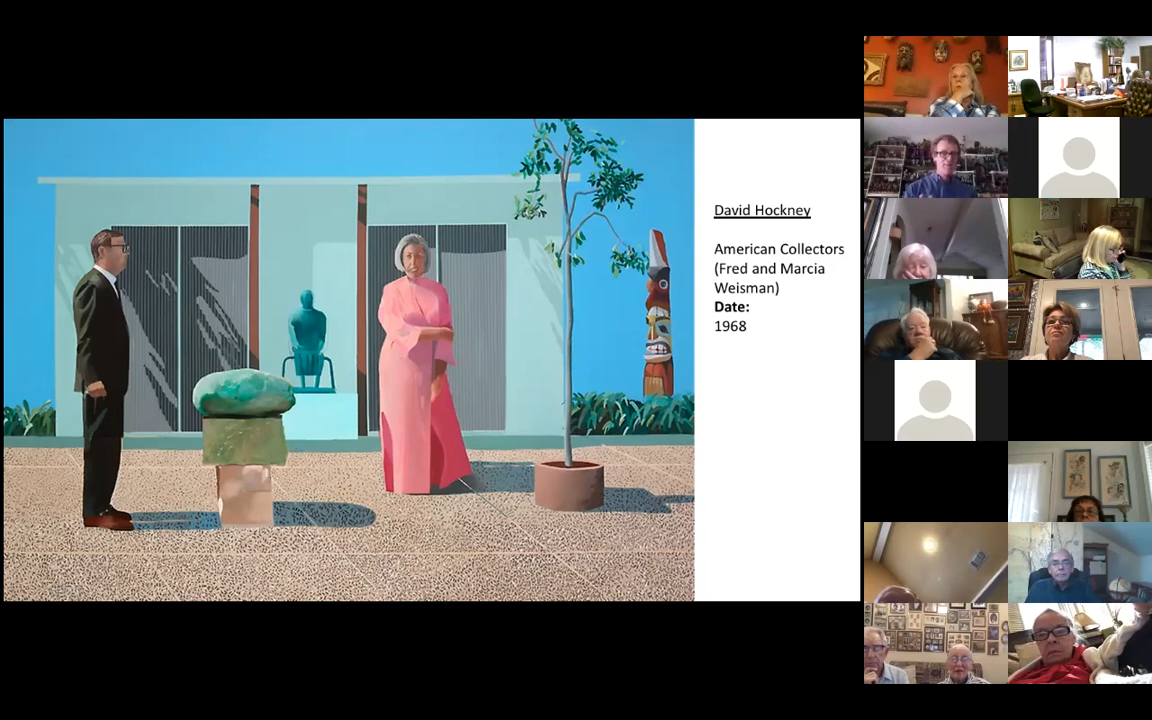 David Hockney
American Collectors
(Fred and Marcia
Weisman)
Date:
1968